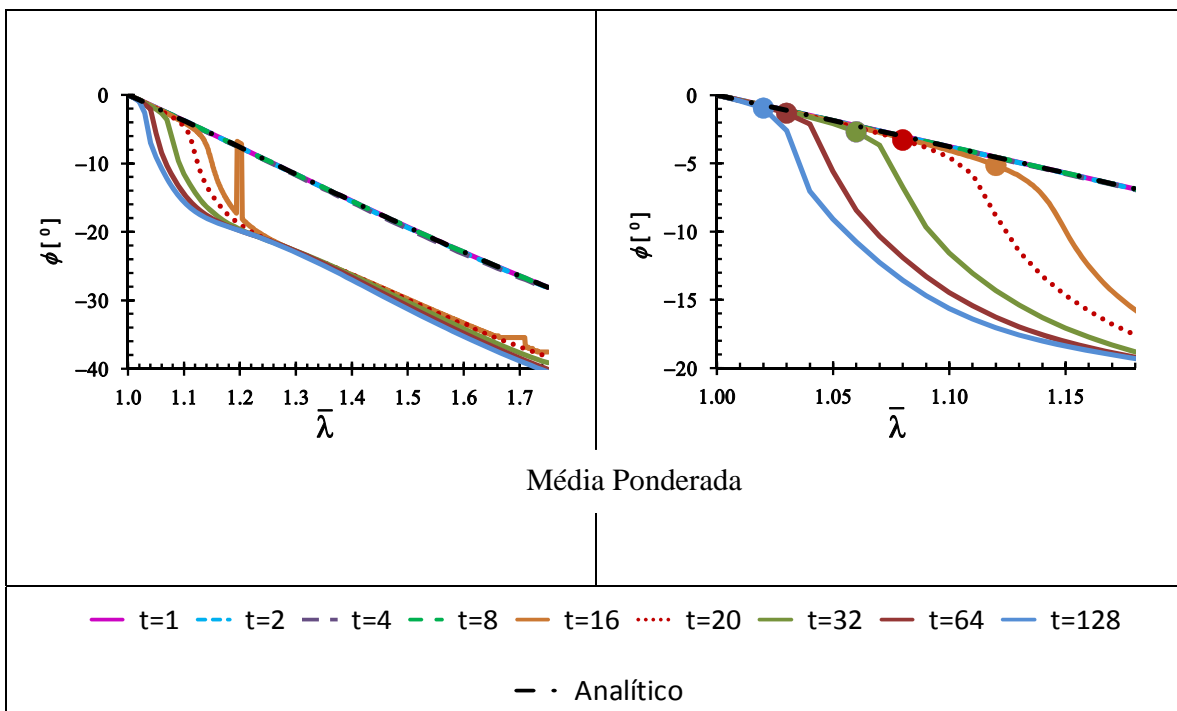 0
−10
−20
−30
−40
ϕ [ º]
1.0 1.1 1.2 1.3 1.4 1.5 1.6 1.7
λ̄
0
−5
−10
−15
−20
ϕ [ º]
1.00 1.05 1.10 1.15
λ̄
Média Ponderada
t=1 t=2 t=4 t=8 t=16 t=20 t=32 t=64 t=128
Analítico